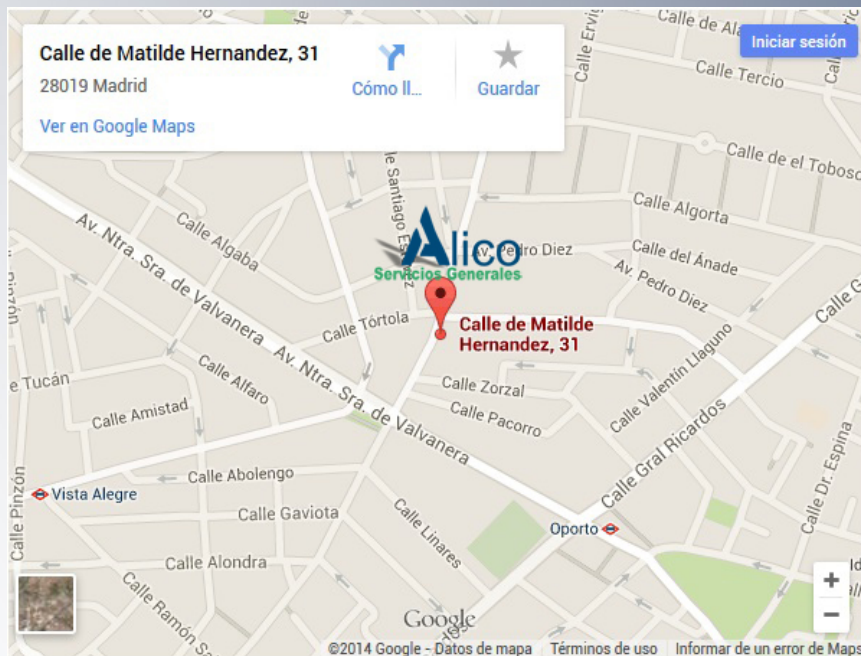 Calle de Matilde Hernandez, 31
28019 Madrid
Ver en Google Maps
Cómo ll...
Guardar
Iniciar sesión
Calle Tercio
Calle de el Toboso
Calle Algorta
Calle del Ánade
Av. Pedro Diez
Av. Pedro Diez
Alico
Servicios Generales
Calle Algaba
Av. Ntra. Sra. de Valvanera
Av. Ntra. Sra. de Valvanera
Calle Tórtola
Calle de Matilde
Hernandez, 31
Calle Valentín Llaguno
Calle Zorzal
Calle Pacorro
Calle Alfaro
Calle Amistad
e Tucán
Calle Gral Ricardos
Calle Dr. Espina
Calle Abolengo
Vista Alegre
Calle Pinzón
Calle Gaviota
Calle Linares
Oporto
Calle Alondra
Calle Ramón
Google
©2014 Google - Datos de mapa
Términos de uso
Informar de un error de Maps